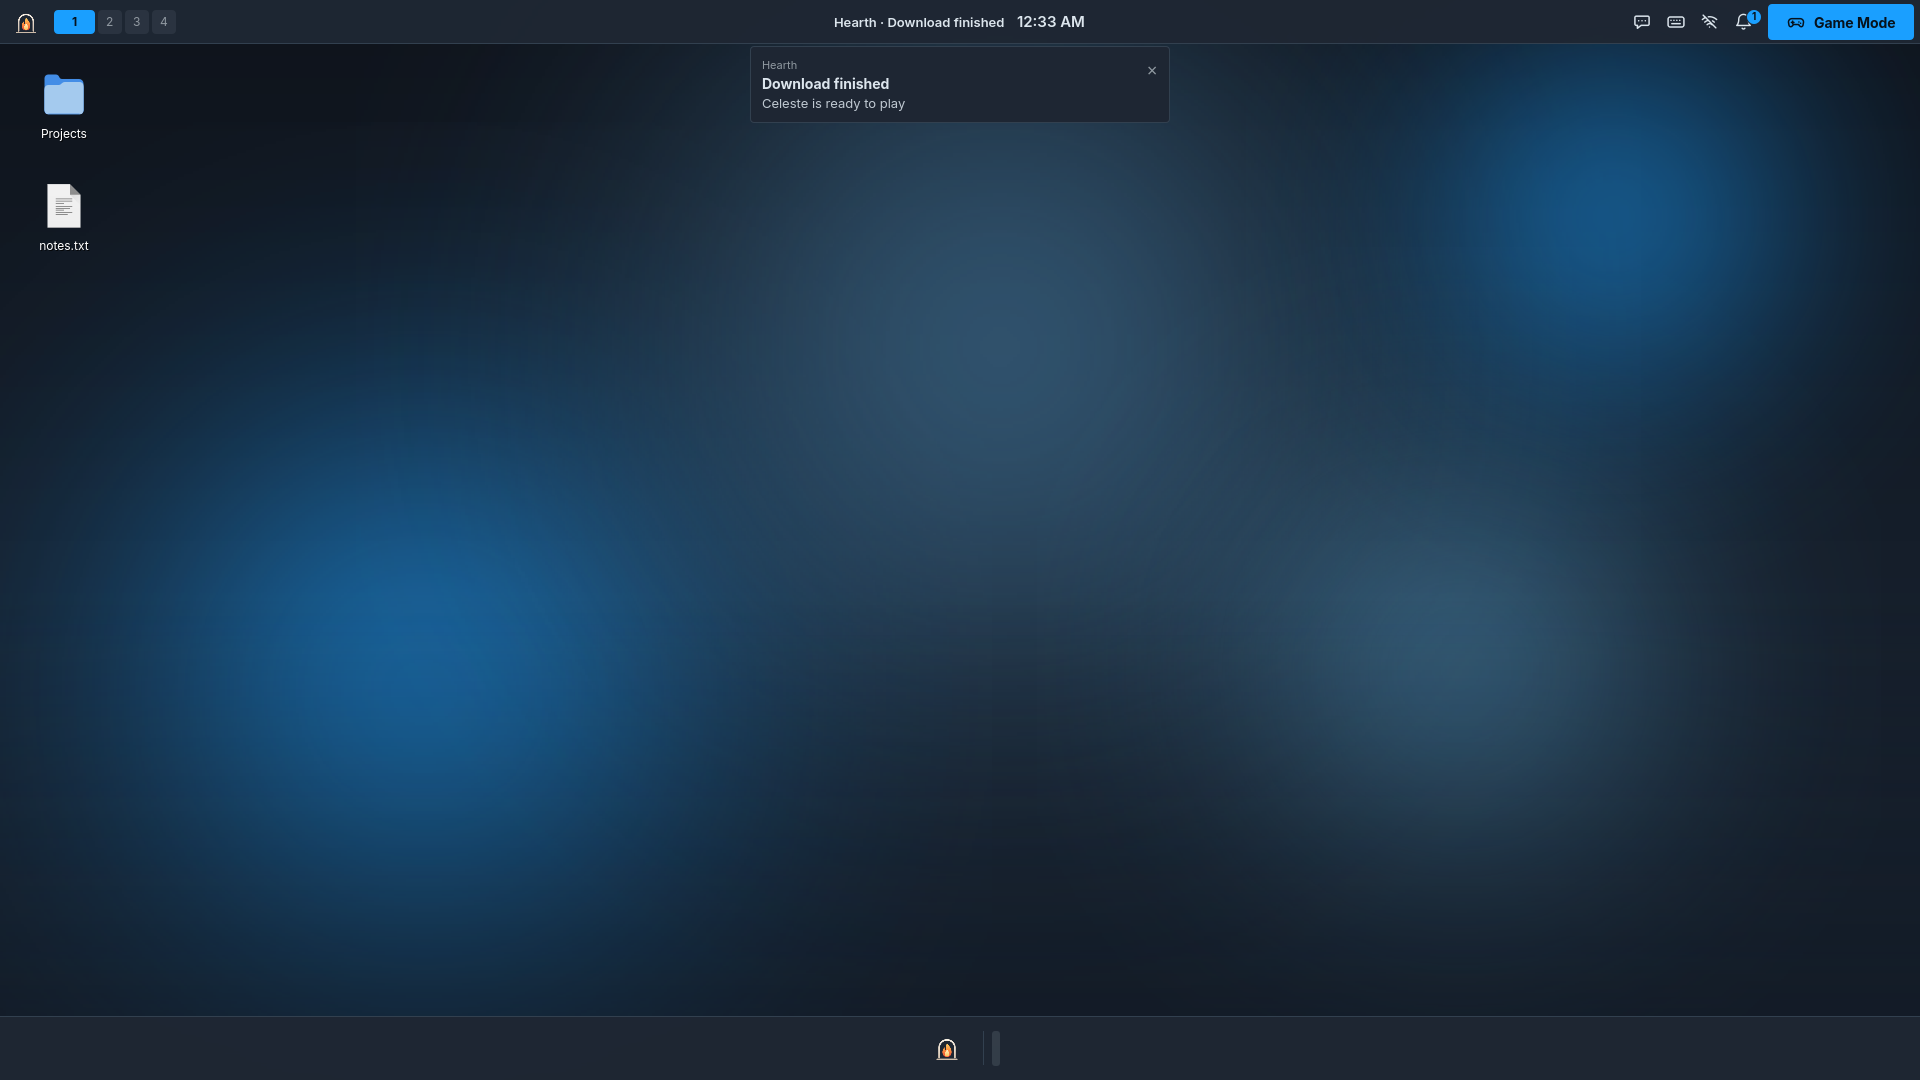 1 2 3 4
Hearth · Download finished 12:33 AM
1
Game Mode
Hearth
Download finished
Celeste is ready to play
Projects
notes.txt